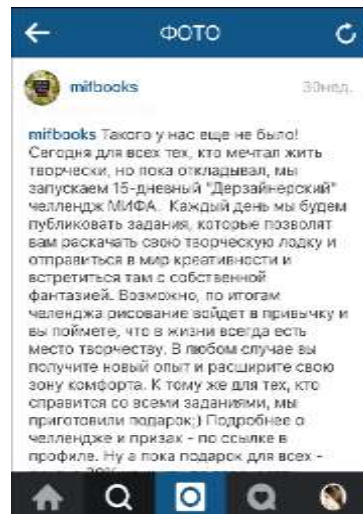 ФОТО
mifbooks
30нед.
mifbooks Такого у нас еще не было!
Сегодня для всех тех, кто мечтал жить
творчески, но пока откладывал, мы
запускаем 15-дневный "Дерзайнерский"
челлендж МИФА. Каждый день мы будем
публиковать задания, которые позволят
вам раскачать свою творческую лодку и
отправиться в мир креативности и
встретиться там с собственной
фантазией. Возможно, по итогам
челенджа рисование войдет в привычку и
вы поймете, что в жизни всегда есть
место творчеству. В любом случае вы
получите новый опыт и расширите свою
зону комфорта. К тому же для тех, кто
справится со всеми заданиями, мы
приготовили подарок;) Подробнее о
челлендже и призах - по ссылке в
профиле. Ну а пока подарок для всех -